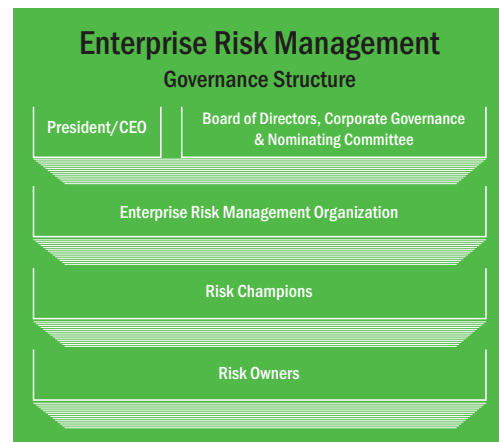 Enterprise Risk Management
Governance Structure
President/CEO
Board of Directors, Corporate Governance
& Nominating Committee
Enterprise Risk Management Organization
Risk Champions
Risk Owners